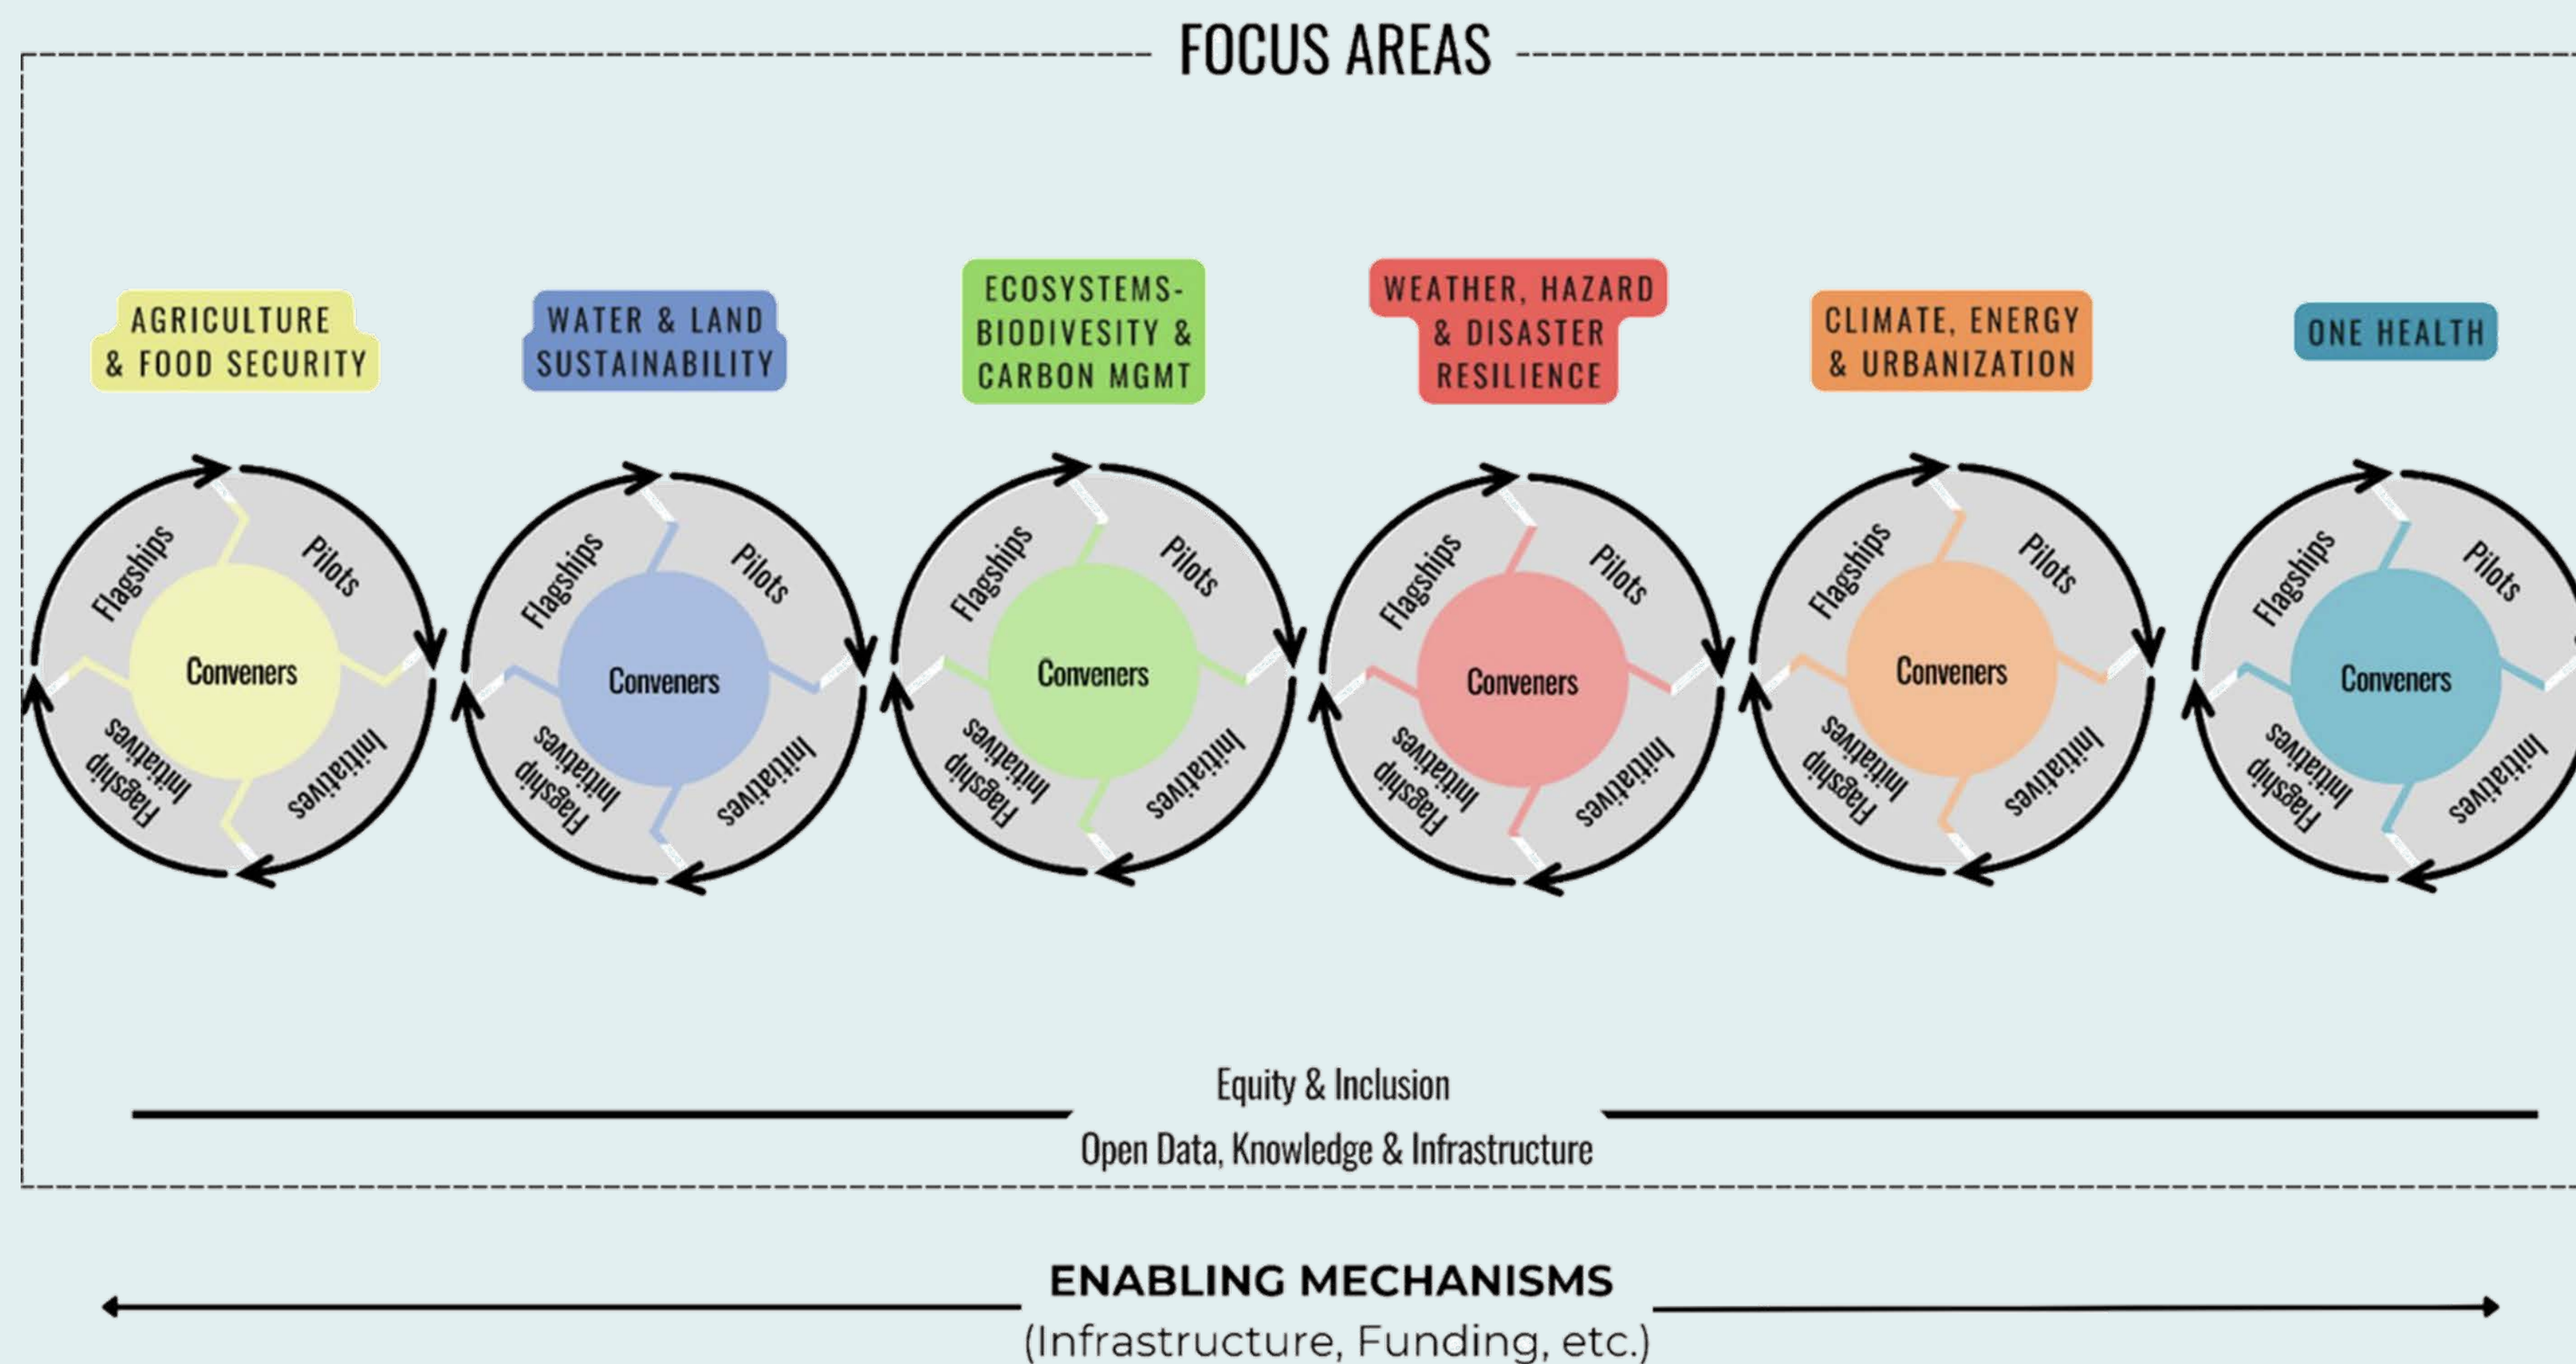 FOCUS AREAS
AGRICULTURE
& FOOD SECURITY
WATER & LAND
SUSTAINABILITY
ECOSYSTEMS-
BIODIVESITY &
CARBON MGMT
WEATHER, HAZARD
& DISASTER
RESILIENCE
CLIMATE, ENERGY
& URBANIZATION
ONE HEALTH
Flagships
Pilots
Conveners
Flagship
Initiatives
Initiatives
Flagships
Pilots
Conveners
Flagship
Initiatives
Initiatives
Flagships
Pilots
Conveners
Flagship
Initiatives
Initiatives
Flagships
Pilots
Conveners
Flagship
Initiatives
Initiatives
Flagships
Pilots
Conveners
Flagship
Initiatives
Initiatives
Flagships
Pilots
Conveners
Flagship
Initiatives
Initiatives
Equity & Inclusion
Open Data, Knowledge & Infrastructure
ENABLING MECHANISMS
(Infrastructure, Funding, etc.)